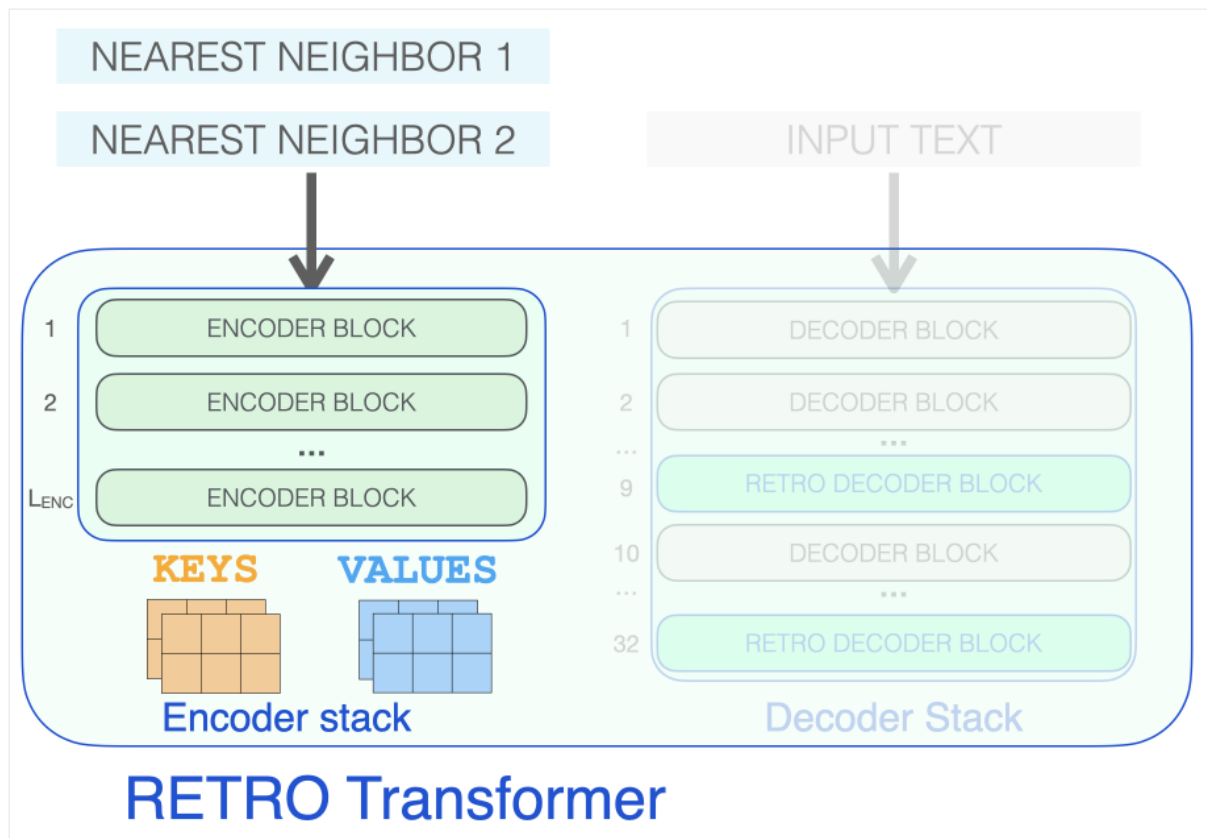 NEAREST NEIGHBOR 1
NEAREST NEIGHBOR 2
INPUT TEXT
1 ENCODER BLOCK
2 ENCODER BLOCK
...
LENC ENCODER BLOCK
KEYS VALUES
Encoder stack
1 DECODER BLOCK
2 DECODER BLOCK
... ...
9 RETRO DECODER BLOCK
10 DECODER BLOCK
... ...
32 RETRO DECODER BLOCK
Decoder Stack
RETRO Transformer